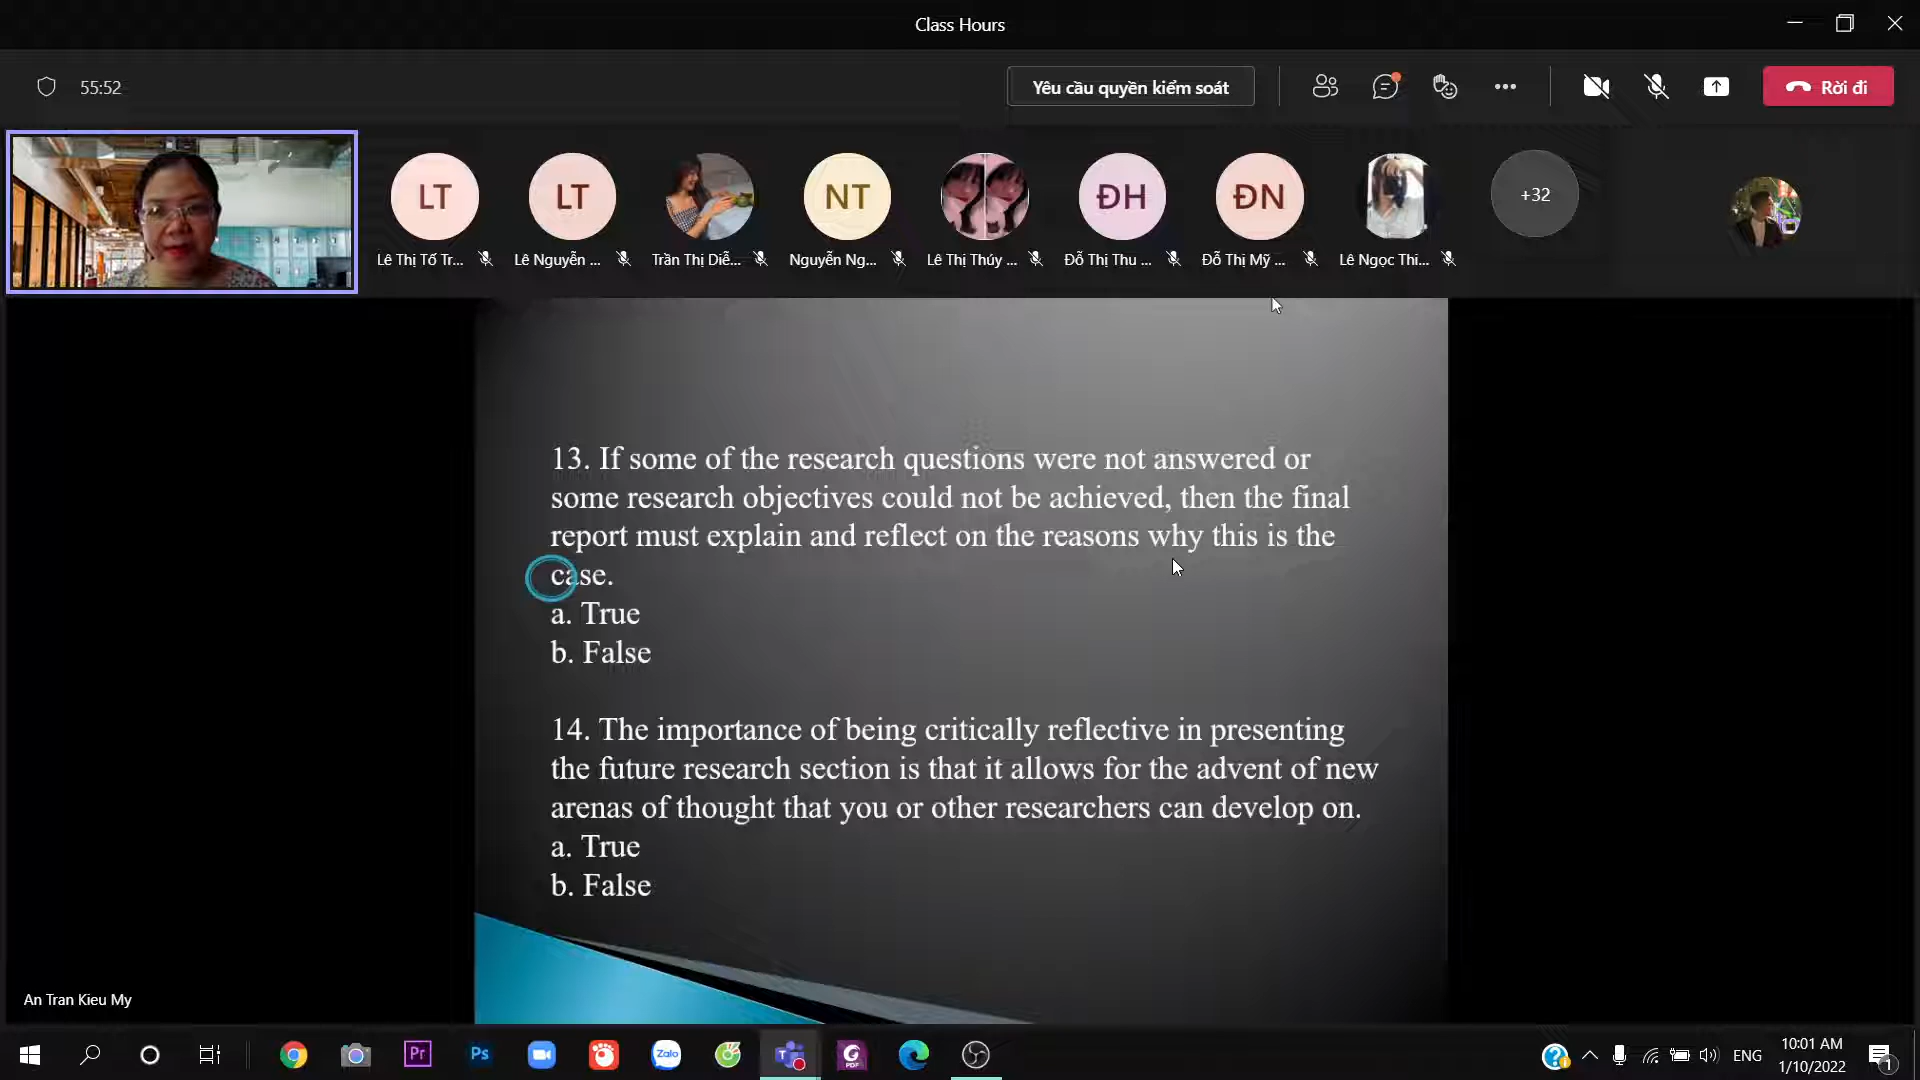 Class Hours
55:52
Yêu cầu quyền kiểm soát
Rời đi
LT
LT
NT
ĐH
ĐN
+32
Lê Thị Tố Tr...
Lê Nguyễn ...
Trần Thị Diễ...
Nguyễn Ng...
Lê Thị Thúy ...
Đỗ Thị Thu ...
Đỗ Thị Mỹ ...
Lê Ngọc Thi...
13. If some of the research questions were not answered or
some research objectives could not be achieved, then the final
report must explain and reflect on the reasons why this is the
case.
a. True
b. False
14. The importance of being critically reflective in presenting
the future research section is that it allows for the advent of new
arenas of thought that you or other researchers can develop on.
a. True
b. False
An Tran Kieu My
Pr
Ps
Zalo
T
PDF
ENG
10:01 AM
1/10/2022
1